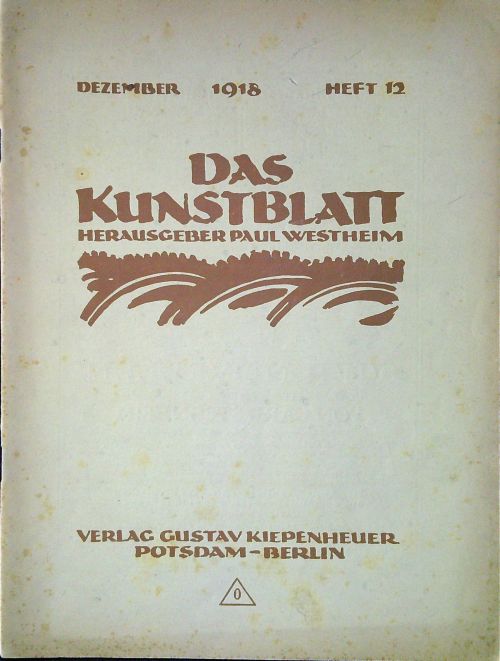 DEZEMBER 1918 HEFT 12
DAS
KUNSTBLATT
HERAUSGEBER PAUL WESTHEIM
VERLAG GUSTAV KIEPENHEUER
POTSDAM-BERLIN
0